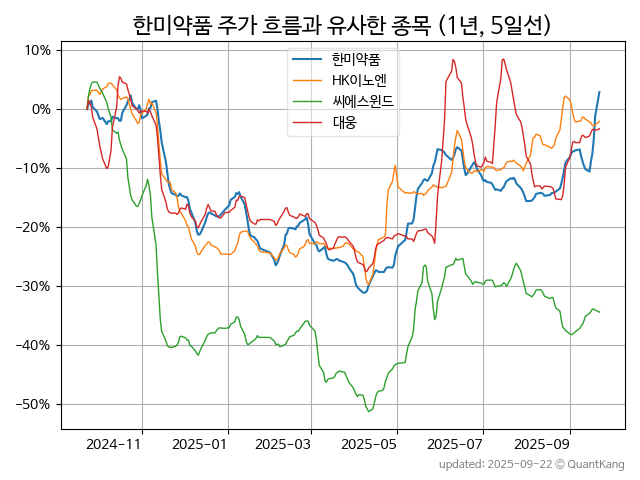 한미약품 주가 흐름과 유사한 종목 (1년, 5일선)
한미약품
HK이노엔
씨에스윈드
대웅
10%
0%
−10%
−20%
−30%
−40%
−50%
2024-11
2025-01
2025-03
2025-05
2025-07
2025-09
updated: 2025-09-22 © QuantKang